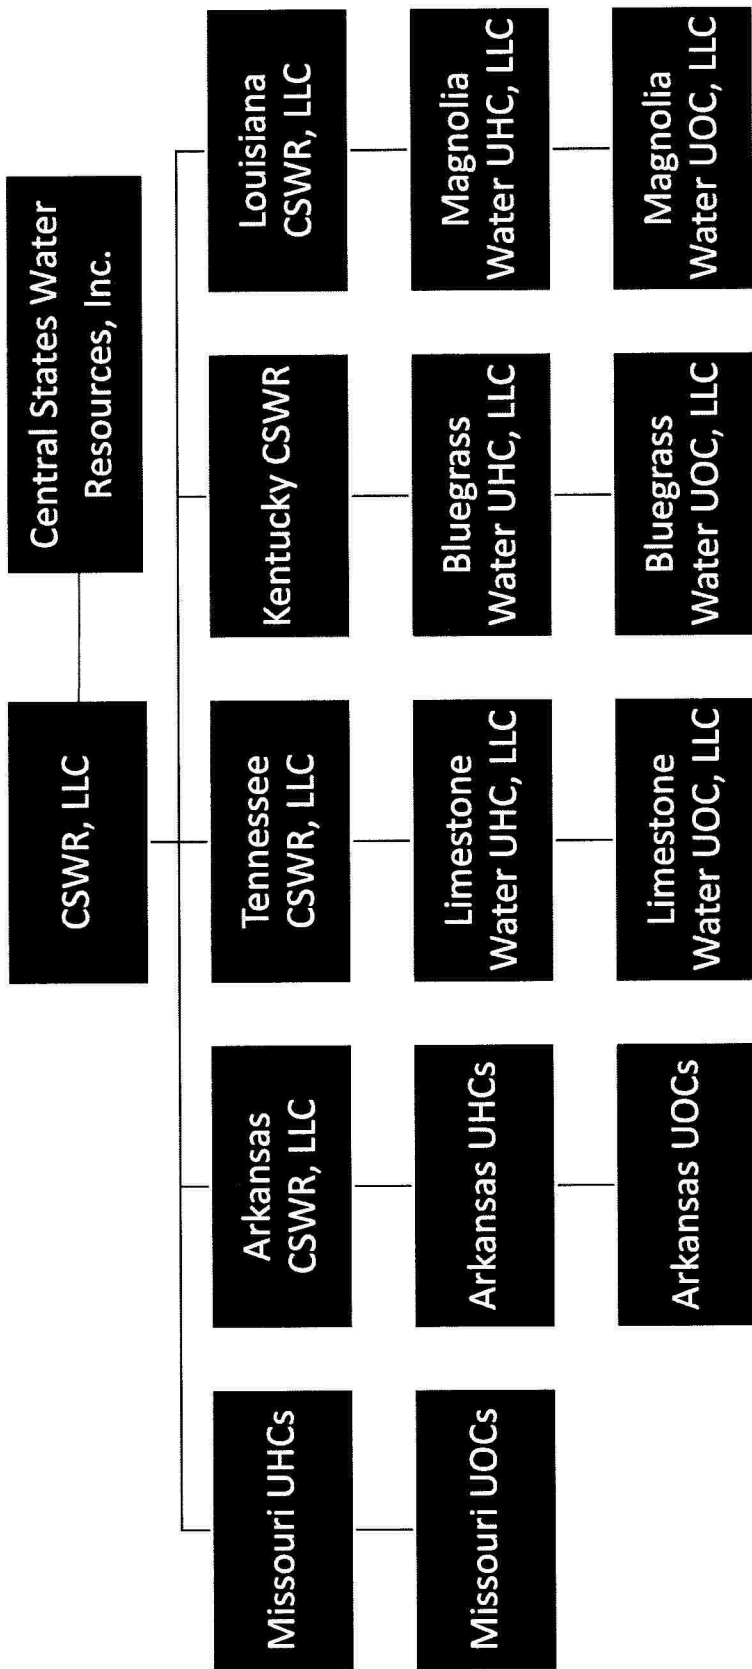 CSWR, LLC
Central States Water
Resources, Inc.
Missouri UHCs
Arkansas
CSWR, LLC
Tennessee
CSWR, LLC
Kentucky CSWR
Louisiana
CSWR, LLC
Missouri UOCs
Arkansas UHCs
Limestone
Water UHC, LLC
Bluegrass
Water UHC, LLC
Magnolia
Water UHC, LLC
Arkansas UOCs
Limestone
Water UOC, LLC
Bluegrass
Water UOC, LLC
Magnolia
Water UOC, LLC